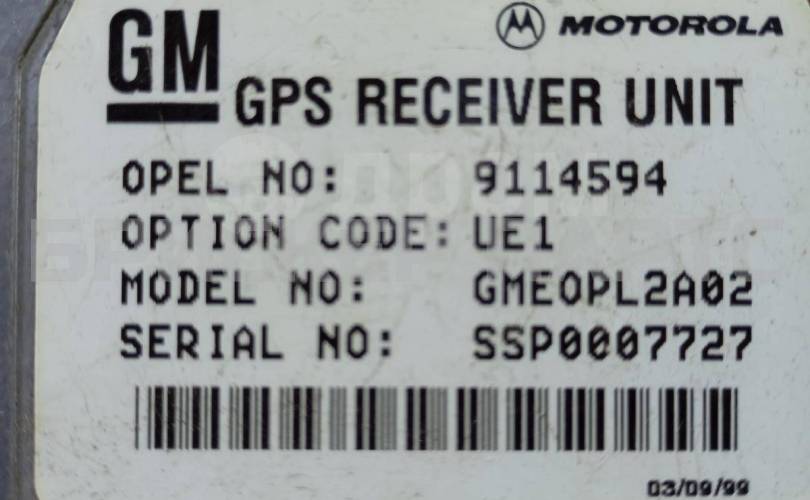 GM
MOTOROLA
GPS RECEIVER UNIT
OPEL NO: 9114594
OPTION CODE: UE1
MODEL NO: GMEOPL2A02
SERIAL NO: SSP0007727
03/09/99